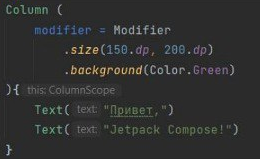 Column (
    modifier = Modifier
        .size(150.dp, 200.dp)
        .background(Color.Green)
){ this: ColumnScope
    Text( text: "Привет,")
    Text( text: "Jetpack Compose!")
}